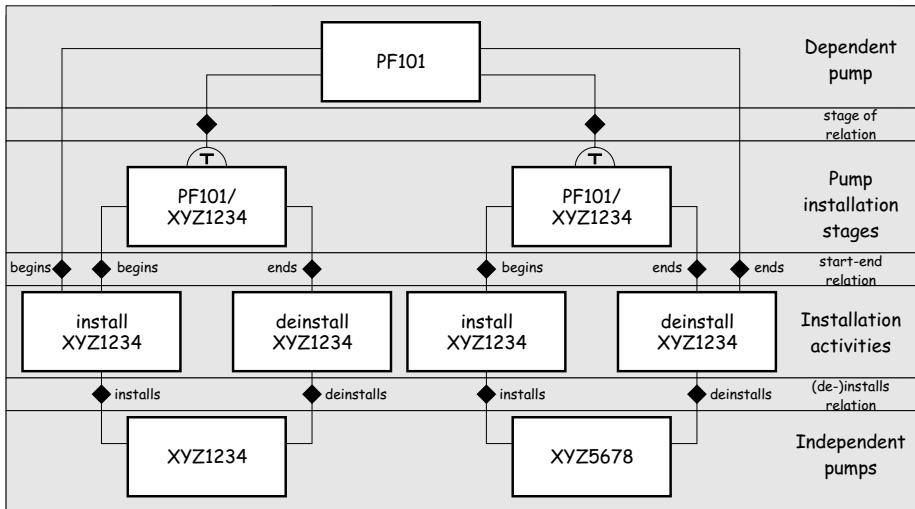 PF101
Dependent
pump
stage of
relation
T
T
PF101/
XYZ1234
PF101/
XYZ1234
Pump
installation
stages
begins
begins
ends
begins
ends
ends
start-end
relation
install
XYZ1234
deinstall
XYZ1234
install
XYZ1234
deinstall
XYZ1234
Installation
activities
installs
deinstalls
installs
deinstalls
(de-)installs
relation
XYZ1234
XYZ5678
Independent
pumps